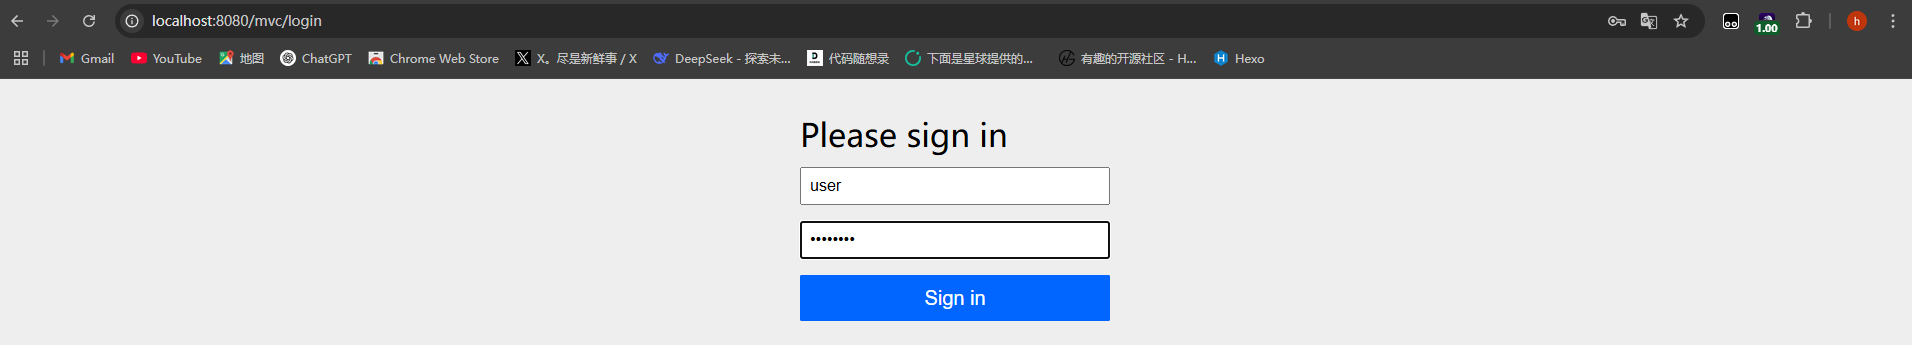 localhost:8080/mvc/login
h
1.00
Gmail YouTube 地图 ChatGPT Chrome Web Store X。尽是新鲜事 / X DeepSeek - 探索未... 代码随想录 下面是星球提供的... 有趣的开源社区 - H... Hexo
Please sign in
user
••••••••
Sign in